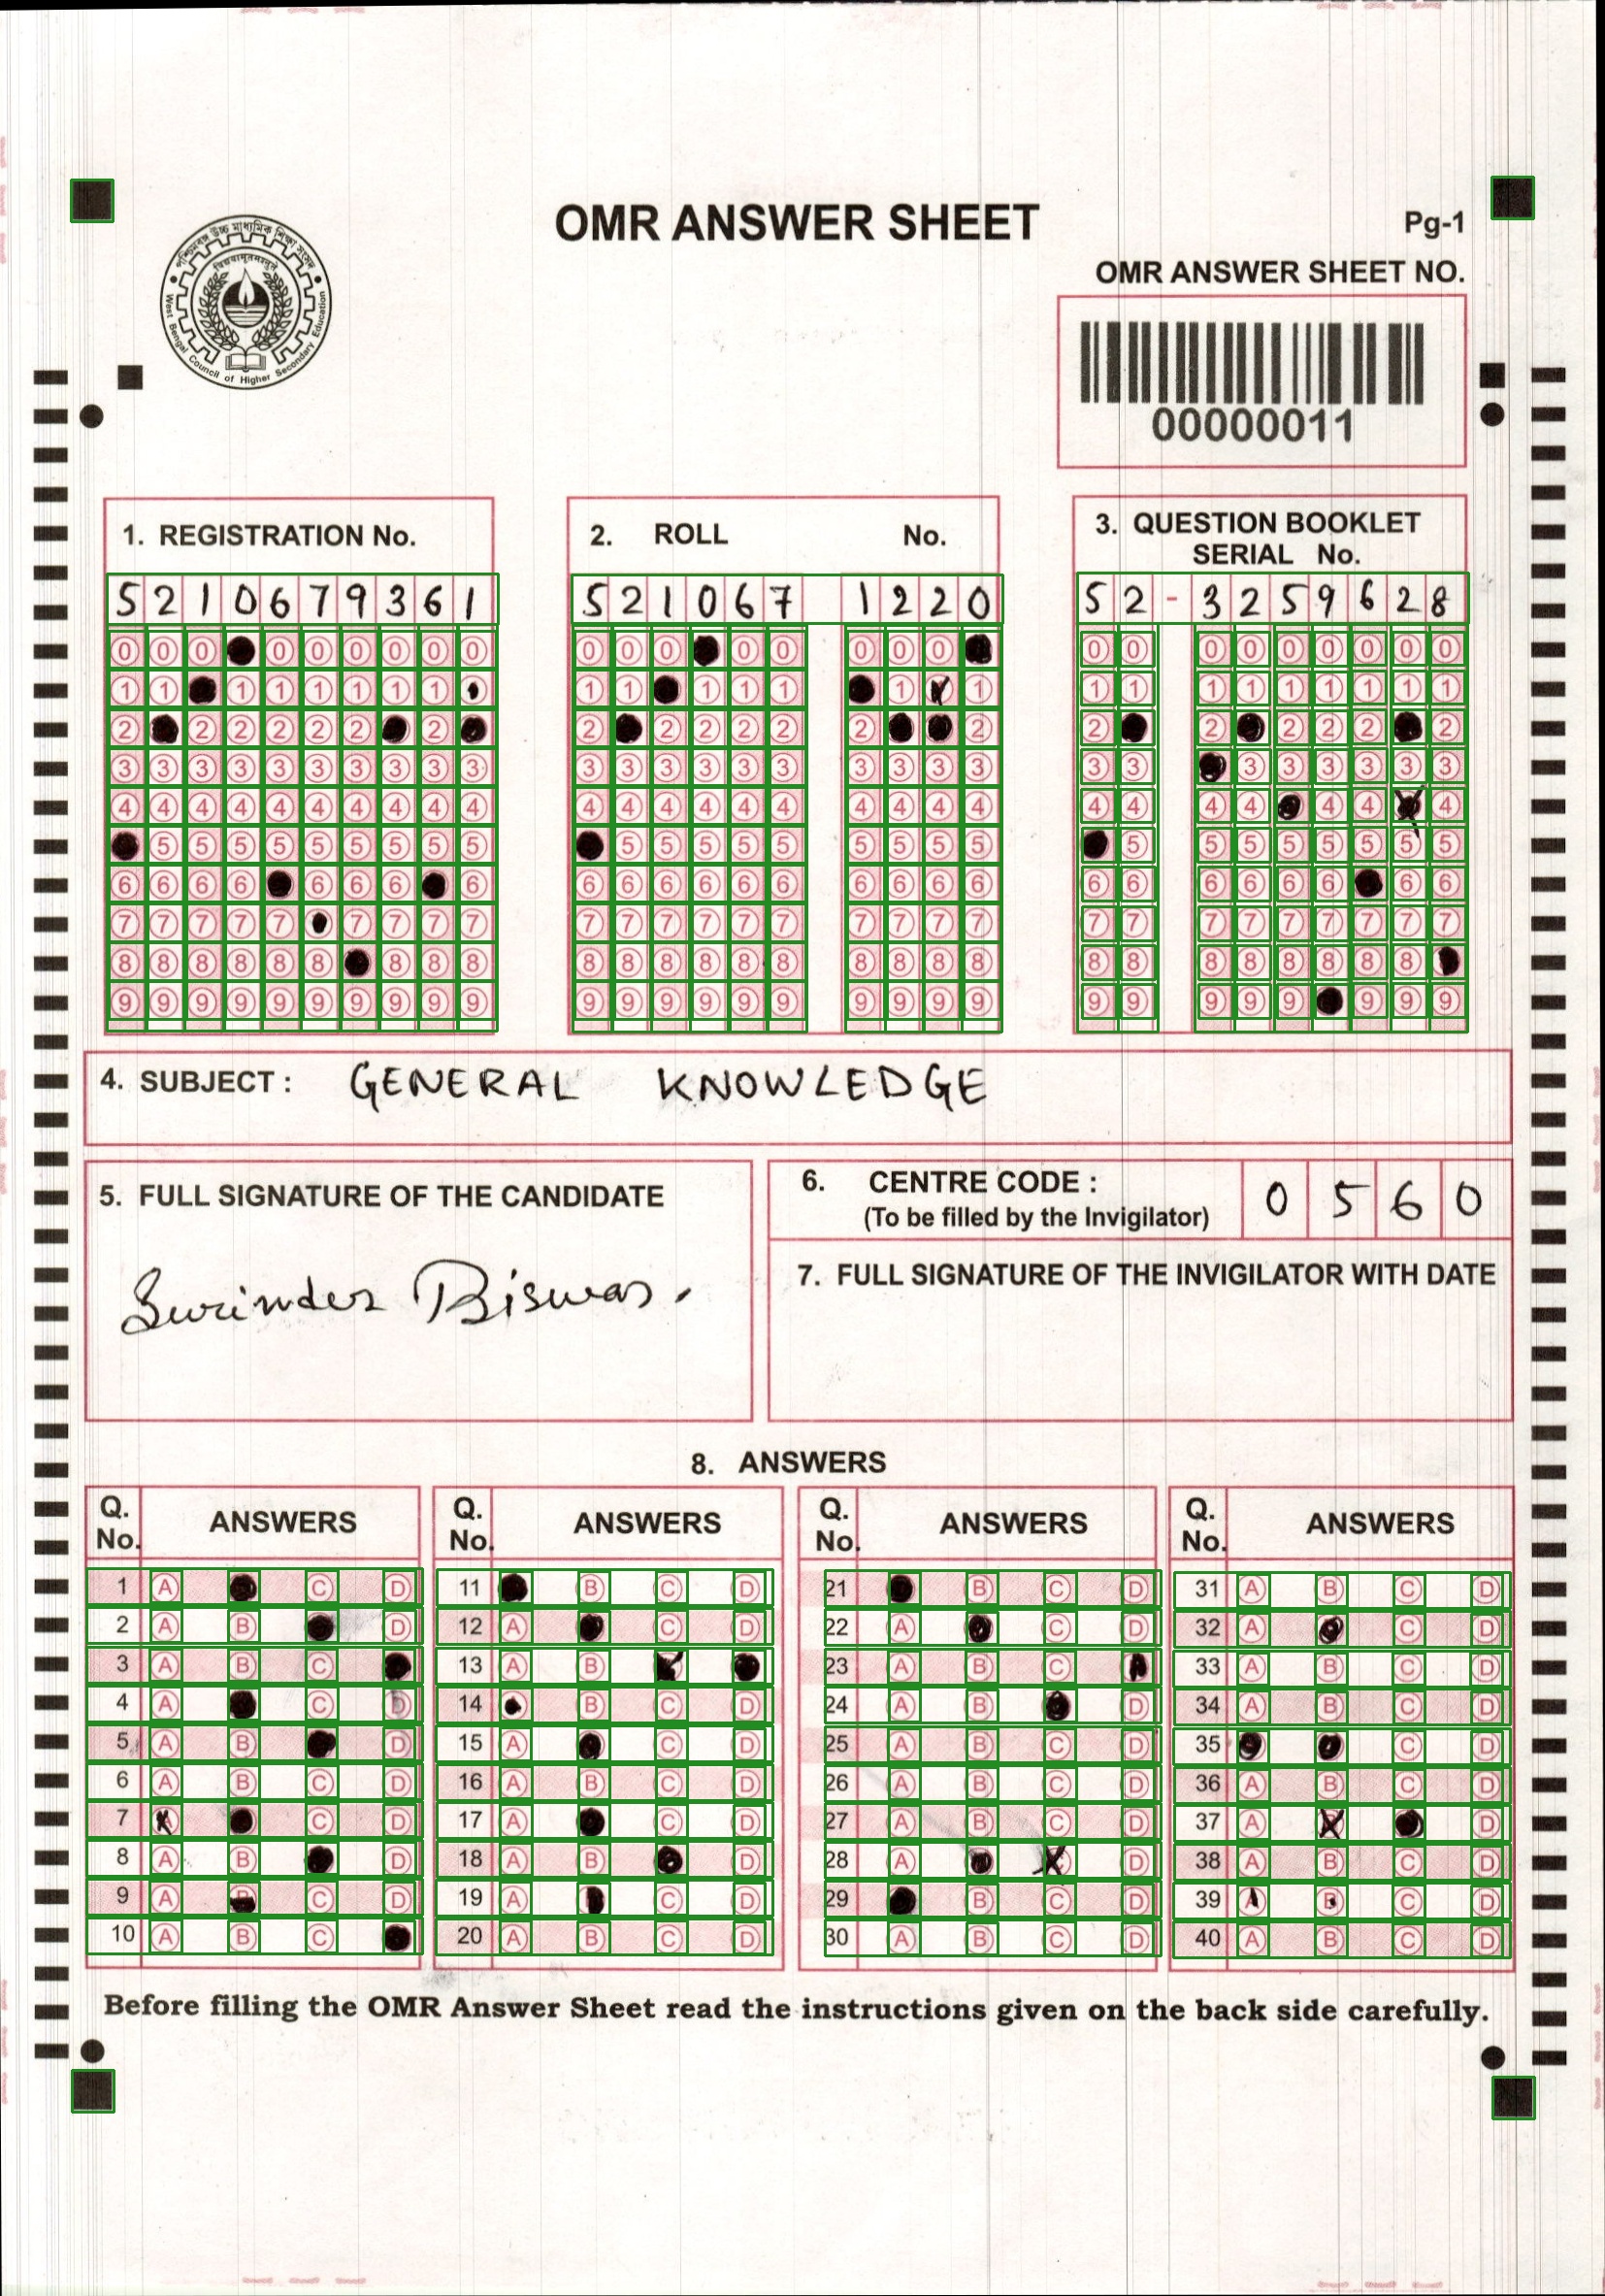 OMR ANSWER SHEET
Pg-1
OMR ANSWER SHEET NO.
00000011
West Bengal Council of Higher Secondary Education
1. REGISTRATION No.
5 2 1 0 6 7 9 3 6 1
2. ROLL No.
5 2 1 0 6 7 1 2 2 0
3. QUESTION BOOKLET
SERIAL No.
5 2 - 3 2 5 9 6 2 8
4. SUBJECT : GENERAL KNOWLEDGE
5. FULL SIGNATURE OF THE CANDIDATE
Surinder Biswas.
6. CENTRE CODE : 0 5 6 0
(To be filled by the Invigilator)
7. FULL SIGNATURE OF THE INVIGILATOR WITH DATE
8. ANSWERS
Q. No. ANSWERS Q. No. ANSWERS Q. No. ANSWERS Q. No. ANSWERS
1 A C D 11 B C D 21 B C D 31 A B C D
2 A B D 12 A C D 22 A C D 32 A C D
3 A B C 13 A B 23 A B C 33 A B C D
4 A C D 14 B C D 24 A B D 34 A B C D
5 A B D 15 A C D 25 A B C D 35 C D
6 A B C D 16 A B C D 26 A B C D 36 A B C D
7 A C D 17 A C D 27 A B C D 37 A B D
8 A B D 18 A B D 28 A D 38 A B C D
9 A B C D 19 A C D 29 B C D 39 A B C D
10 A B C 20 A B C D 30 A B C D 40 A B C D
Before filling the OMR Answer Sheet read the instructions given on the back side carefully.